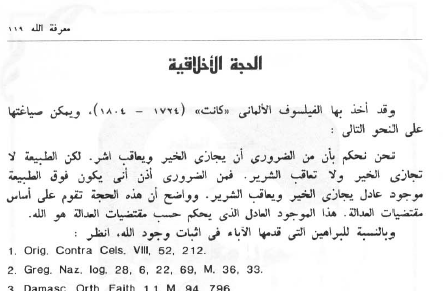 معرفة الله ١١٩
الحجة الأخلاقية
وقد أخذ بها الفيلسوف الألمانى «كانت» (١٧٢٤ – ١٨٠٤)، ويمكن صياغتها
على النحو التالى :
نحن نحكم بأن من الضرورى أن يجازى الخير ويعاقب اشر. لكن الطبيعة لا
تجازى الخير ولا تعاقب الشرير. فمن الضرورى أذن أنى يكون فوق الطبيعة
موجود عادل يجازى الخير ويعاقب الشرير. وواضح أن هذه الحجة تقوم على أساس
مقتضيات العدالة. هذا الموجود العادل الذى يحكم حسب مقتضيات العدالة هو الله.
وبالنسبة للبراهين التى قدمها الآباء فى اثبات وجود الله، انظر :
1. Orig. Contra Cels, VIII, 52, 212.
2. Greg. Naz. log. 28, 6, 22, 69, M. 36, 33.
3. Damasc. Orth. Faith 1,1 M. 94, 796